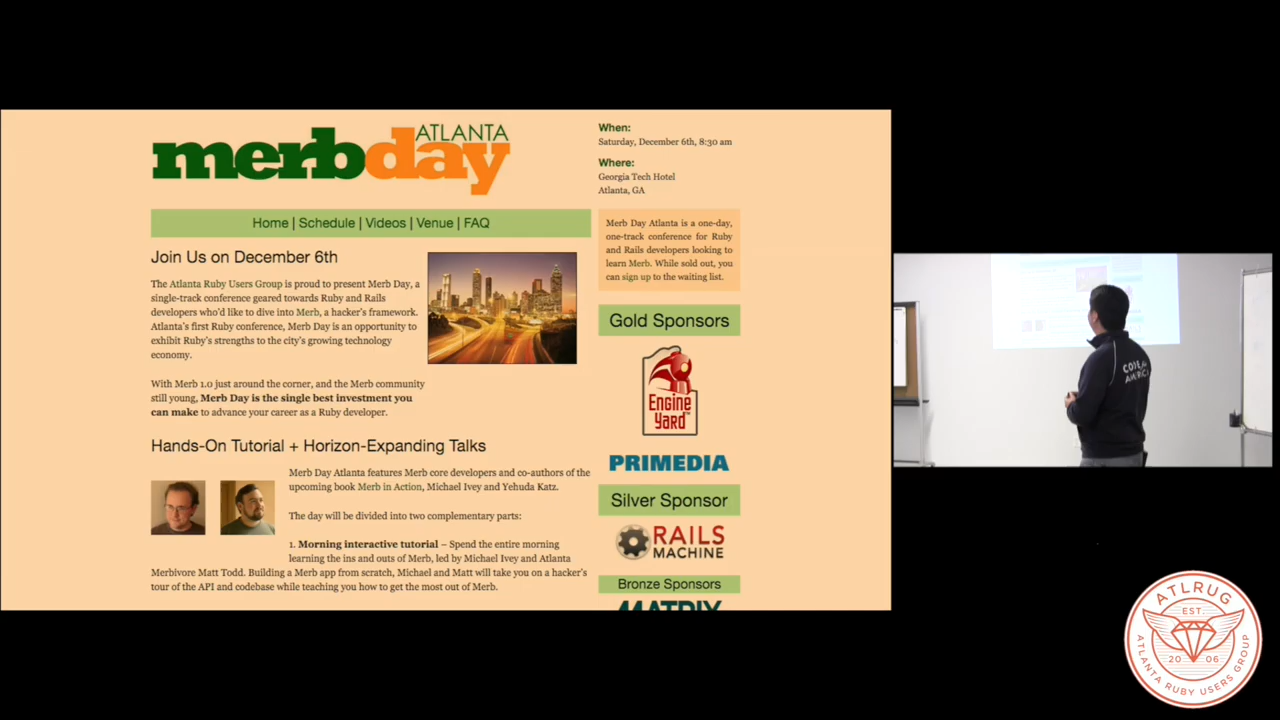 merbday
ATLANTA
When:
Saturday, December 6th, 8:30 am
Where:
Georgia Tech Hotel
Atlanta, GA
Home | Schedule | Videos | Venue | FAQ
Join Us on December 6th
The Atlanta Ruby Users Group is proud to present Merb Day, a
single-track conference geared towards Ruby and Rails
developers who'd like to dive into Merb, a hacker's framework.
Atlanta's first Ruby conference, Merb Day is an opportunity to
exhibit Ruby's strengths to the city's growing technology
economy.
With Merb 1.0 just around the corner, and the Merb community
still young, Merb Day is the single best investment you
can make to advance your career as a Ruby developer.
Hands-On Tutorial + Horizon-Expanding Talks
Merb Day Atlanta features Merb core developers and co-authors of the
upcoming book Merb in Action, Michael Ivey and Yehuda Katz.
The day will be divided into two complementary parts:
1. Morning interactive tutorial – Spend the entire morning
learning the ins and outs of Merb, led by Michael Ivey and Atlanta
Merbivore Matt Todd. Building a Merb app from scratch, Michael and Matt will take you on a hacker's
tour of the API and codebase while teaching you how to get the most out of Merb.
Merb Day Atlanta is a one-day,
one-track conference for Ruby
and Rails developers looking to
learn Merb. While sold out, you
can sign up to the waiting list.
Gold Sponsors
Engine
Yard
PRIMEDIA
Silver Sponsor
RAILS
MACHINE
Bronze Sponsors
MATRIX
CODE FOR
AMERICA
ATLRUG
EST.
20 06
ATLANTA RUBY USERS GROUP